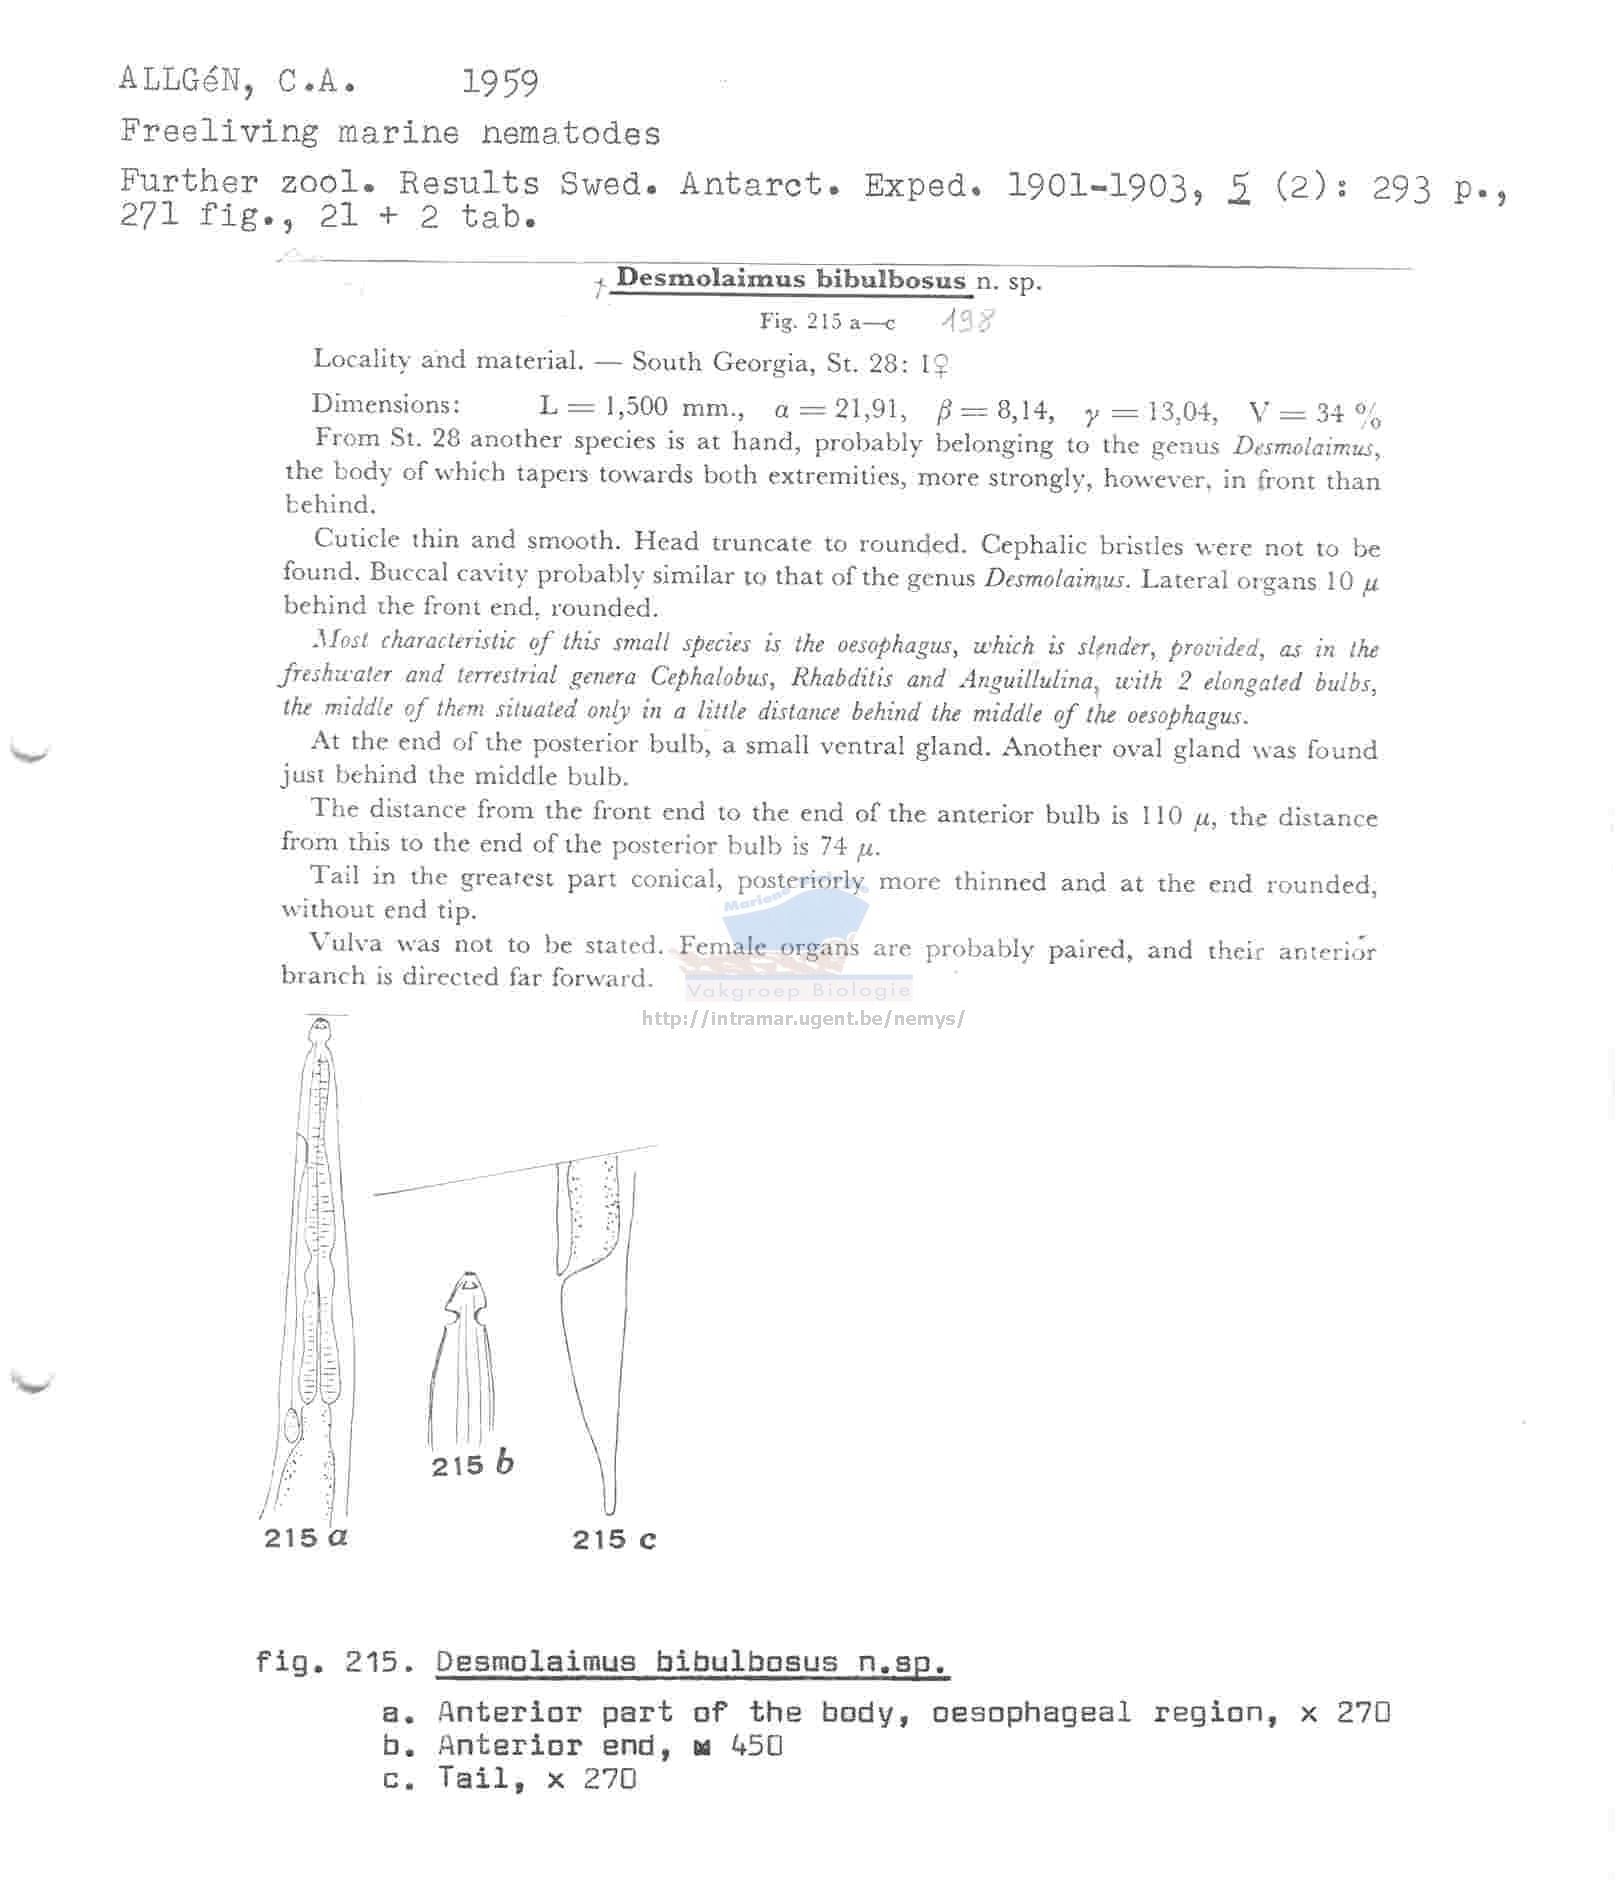 ALLGéN, C.A. 1959
Freeliving marine nematodes
Further zool. Results Swed. Antarct. Exped. 1901-1903, 5 (2): 293 p.,
271 fig., 21 + 2 tab.
† Desmolaimus bibulbosus n. sp.
Fig. 215 a—c 198
Locality and material. — South Georgia, St. 28: 1♀
Dimensions: L = 1,500 mm., α = 21,91, β = 8,14, γ = 13,04, V = 34 %
From St. 28 another species is at hand, probably belonging to the genus Desmolaimus,
the body of which tapers towards both extremities, more strongly, however, in front than
behind.
Cuticle thin and smooth. Head truncate to rounded. Cephalic bristles were not to be
found. Buccal cavity probably similar to that of the genus Desmolaimus. Lateral organs 10 μ
behind the front end, rounded.
Most characteristic of this small species is the oesophagus, which is slender, provided, as in the
freshwater and terrestrial genera Cephalobus, Rhabditis and Anguillulina, with 2 elongated bulbs,
the middle of them situated only in a little distance behind the middle of the oesophagus.
At the end of the posterior bulb, a small ventral gland. Another oval gland was found
just behind the middle bulb.
The distance from the front end to the end of the anterior bulb is 110 μ, the distance
from this to the end of the posterior bulb is 74 μ.
Tail in the greatest part conical, posteriorly more thinned and at the end rounded,
without end tip.
Vulva was not to be stated. Female organs are probably paired, and their anterior
branch is directed far forward.
Mariene
Vakgroep Biologie
http://intramar.ugent.be/nemys/
215 b
215 a
215 c
fig. 215. Desmolaimus bibulbosus n.sp.
a. Anterior part of the body, oesophageal region, x 270
b. Anterior end, x 450
c. Tail, x 270